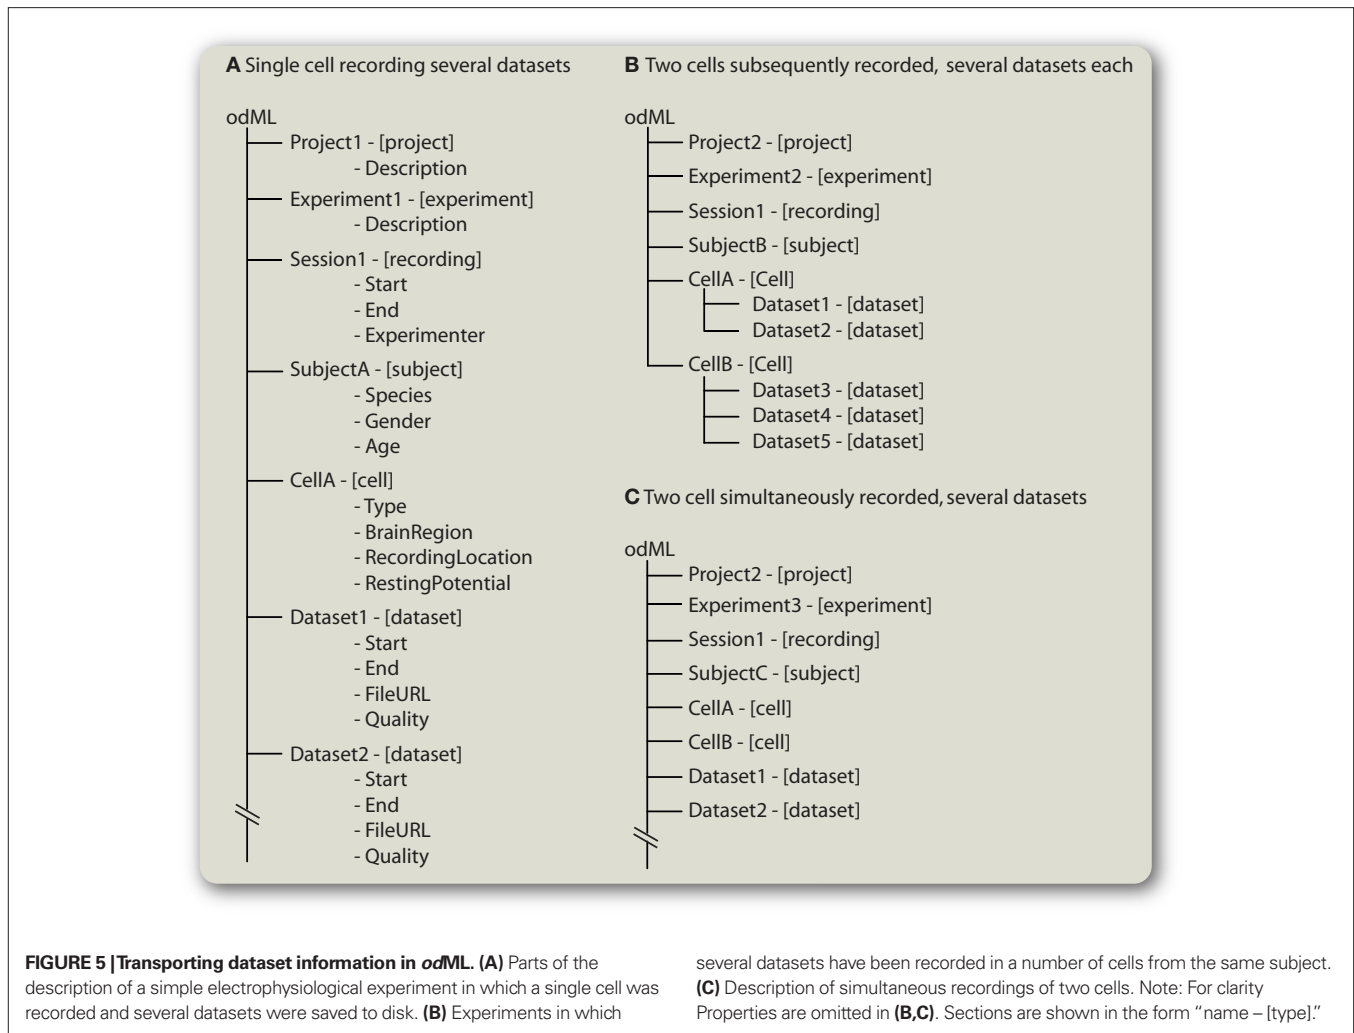 A Single cell recording several datasets
odML
Project1 - [project]
- Description
Experiment1 - [experiment]
- Description
Session1 - [recording]
- Start
- End
- Experimenter
SubjectA - [subject]
- Species
- Gender
- Age
CellA - [cell]
- Type
- BrainRegion
- RecordingLocation
- RestingPotential
Dataset1 - [dataset]
- Start
- End
- FileURL
- Quality
Dataset2 - [dataset]
- Start
- End
- FileURL
- Quality
B Two cells subsequently recorded, several datasets each
odML
Project2 - [project]
Experiment2 - [experiment]
Session1 - [recording]
SubjectB - [subject]
CellA - [Cell]
Dataset1 - [dataset]
Dataset2 - [dataset]
CellB - [Cell]
Dataset3 - [dataset]
Dataset4 - [dataset]
Dataset5 - [dataset]
C Two cell simultaneously recorded, several datasets
odML
Project2 - [project]
Experiment3 - [experiment]
Session1 - [recording]
SubjectC - [subject]
CellA - [cell]
CellB - [cell]
Dataset1 - [dataset]
Dataset2 - [dataset]
FIGURE 5 | Transporting dataset information in odML. (A) Parts of the
description of a simple electrophysiological experiment in which a single cell was
recorded and several datasets were saved to disk. (B) Experiments in which
several datasets have been recorded in a number of cells from the same subject.
(C) Description of simultaneous recordings of two cells. Note: For clarity
Properties are omitted in (B,C). Sections are shown in the form “name – [type].”